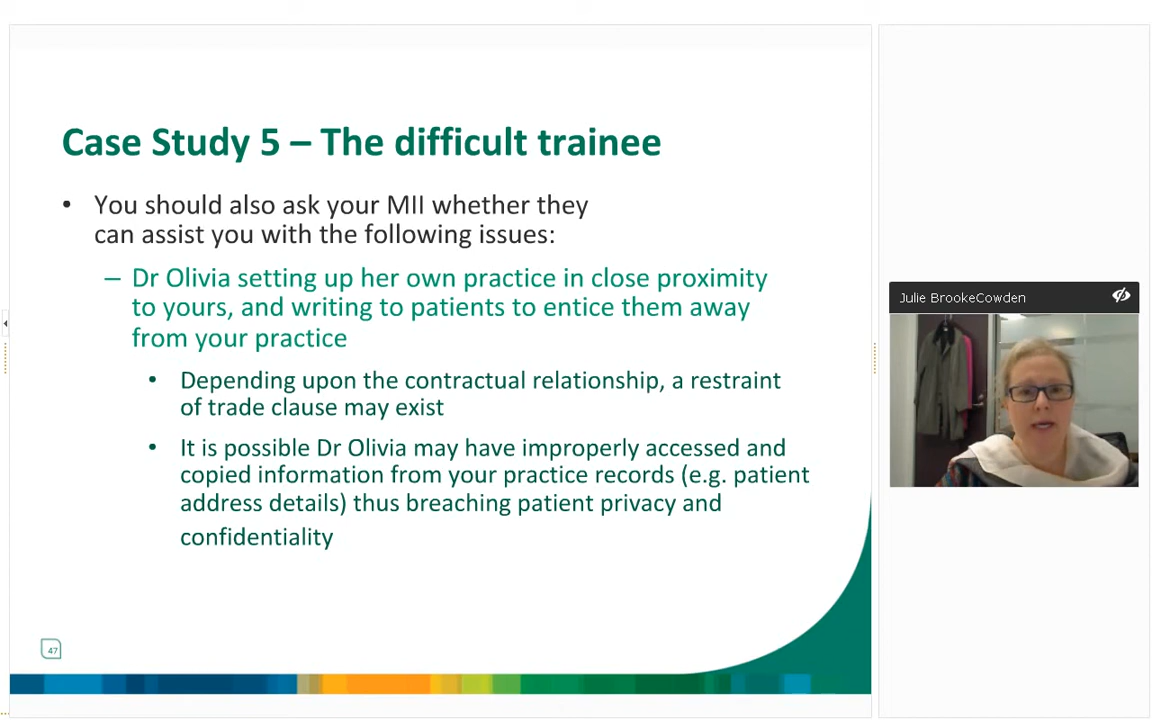 Case Study 5 – The difficult trainee
• You should also ask your MII whether they
can assist you with the following issues:
– Dr Olivia setting up her own practice in close proximity
to yours, and writing to patients to entice them away
from your practice
• Depending upon the contractual relationship, a restraint
of trade clause may exist
• It is possible Dr Olivia may have improperly accessed and
copied information from your practice records (e.g. patient
address details) thus breaching patient privacy and
confidentiality
47
Julie BrookeCowden